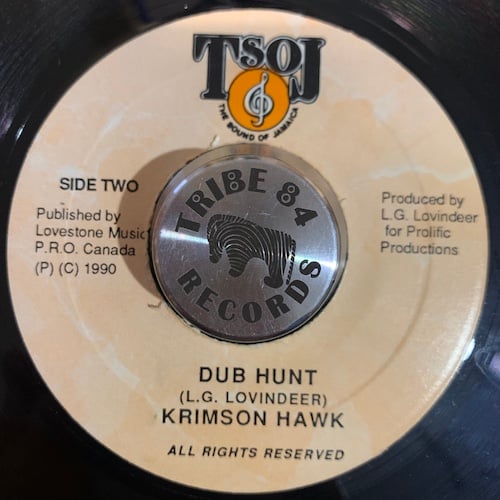 TSOJ
THE SOUND OF JAMAICA
SIDE TWO
Published by
Lovestone Music
P.R.O. Canada
(P) (C) 1990
Produced by
L.G. Lovindeer
for Prolific
Productions
TRIBE 84
RECORDS
DUB HUNT
(L.G. LOVINDEER)
KRIMSON HAWK
ALL RIGHTS RESERVED